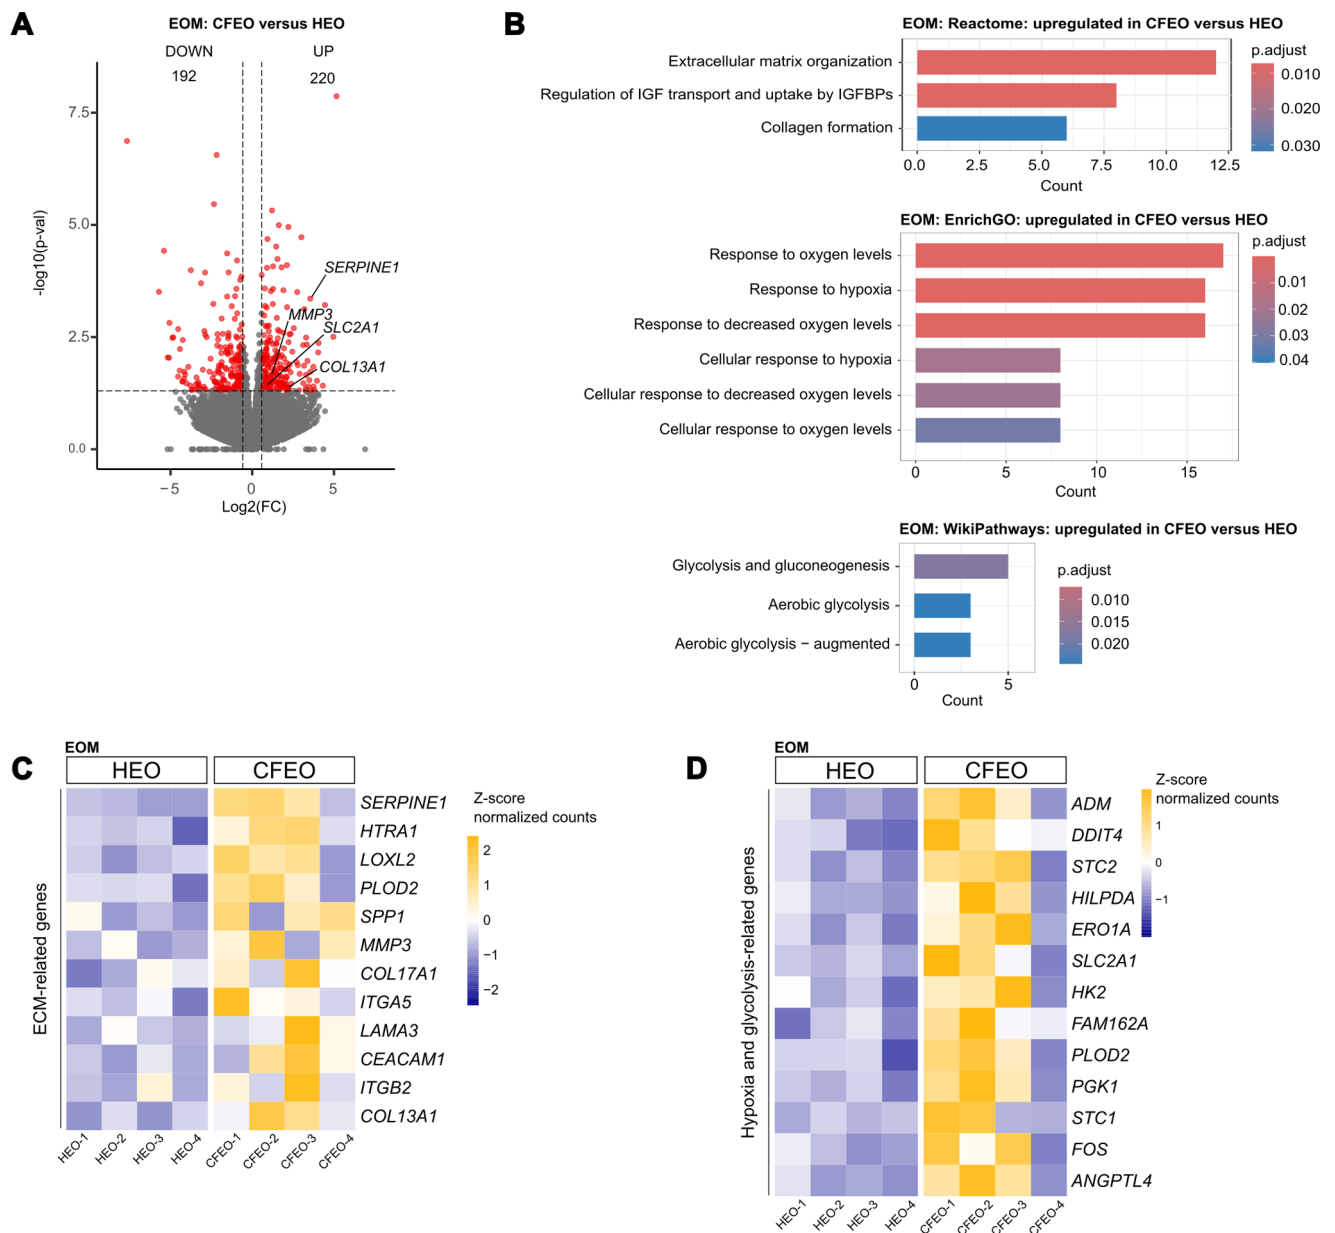 A
EOM: CFEO versus HEO
DOWN
UP
192
220
-log10(p-val)
7.5
5.0
2.5
0.0
SERPINE1
MMP3
SLC2A1
COL13A1
−5
0
5
Log2(FC)
B
EOM: Reactome: upregulated in CFEO versus HEO
Extracellular matrix organization
Regulation of IGF transport and uptake by IGFBPs
Collagen formation
0.0
2.5
5.0
7.5
10.0
12.5
Count
p.adjust
0.010
0.020
0.030
EOM: EnrichGO: upregulated in CFEO versus HEO
Response to oxygen levels
Response to hypoxia
Response to decreased oxygen levels
Cellular response to hypoxia
Cellular response to decreased oxygen levels
Cellular response to oxygen levels
0
5
10
15
Count
p.adjust
0.01
0.02
0.03
0.04
EOM: WikiPathways: upregulated in CFEO versus HEO
Glycolysis and gluconeogenesis
Aerobic glycolysis
Aerobic glycolysis − augmented
0
5
Count
p.adjust
0.010
0.015
0.020
C
EOM
HEO
CFEO
ECM-related genes
SERPINE1
HTRA1
LOXL2
PLOD2
SPP1
MMP3
COL17A1
ITGA5
LAMA3
CEACAM1
ITGB2
COL13A1
HEO-1
HEO-2
HEO-3
HEO-4
CFEO-1
CFEO-2
CFEO-3
CFEO-4
Z-score
normalized counts
2
1
0
−1
−2
D
EOM
HEO
CFEO
Hypoxia and glycolysis-related genes
ADM
DDIT4
STC2
HILPDA
ERO1A
SLC2A1
HK2
FAM162A
PLOD2
PGK1
STC1
FOS
ANGPTL4
HEO-1
HEO-2
HEO-3
HEO-4
CFEO-1
CFEO-2
CFEO-3
CFEO-4
Z-score
normalized counts
1
0
−1